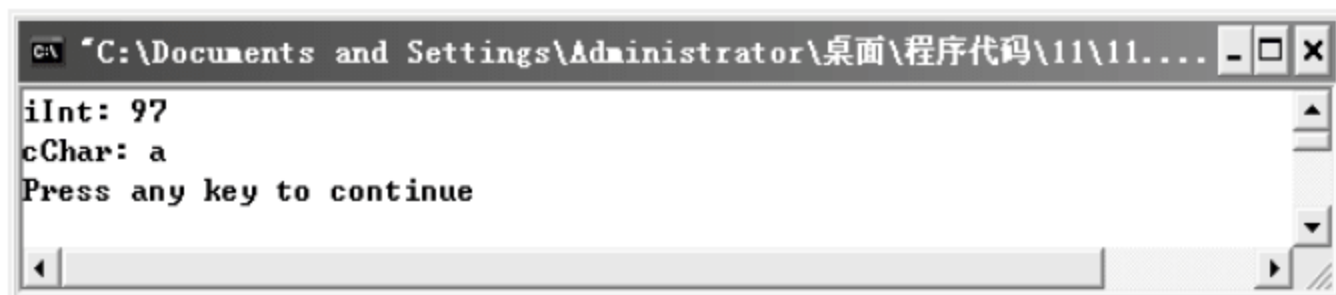 "C:\Documents and Settings\Administrator\桌面\程序代码\11\11....
iInt: 97
cChar: a
Press any key to continue